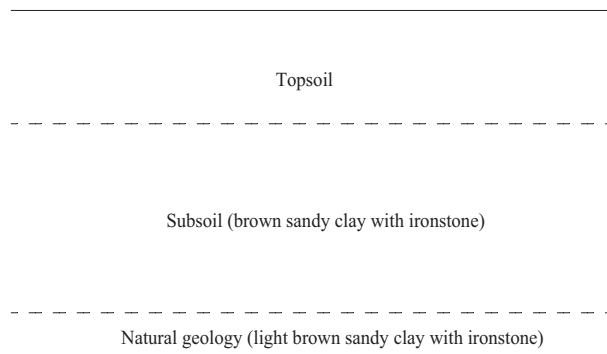 Topsoil
Subsoil (brown sandy clay with ironstone)
Natural geology (light brown sandy clay with ironstone)